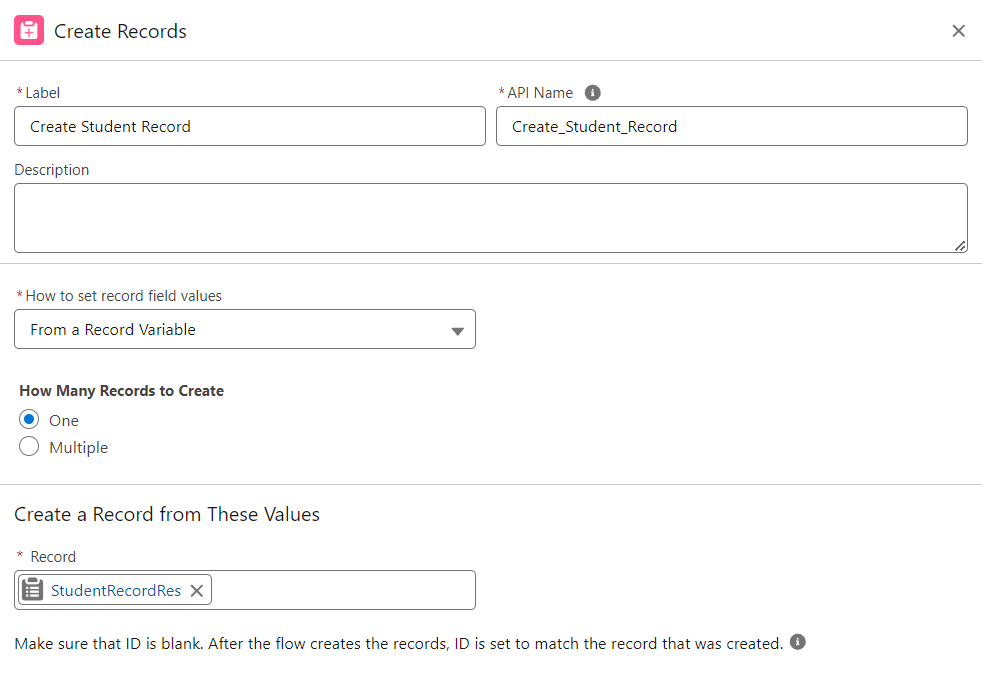 Create Records
* Label
* API Name
Create Student Record
Create_Student_Record
Description
* How to set record field values
From a Record Variable
How Many Records to Create
One
Multiple
Create a Record from These Values
* Record
StudentRecordRes
Make sure that ID is blank. After the flow creates the records, ID is set to match the record that was created.